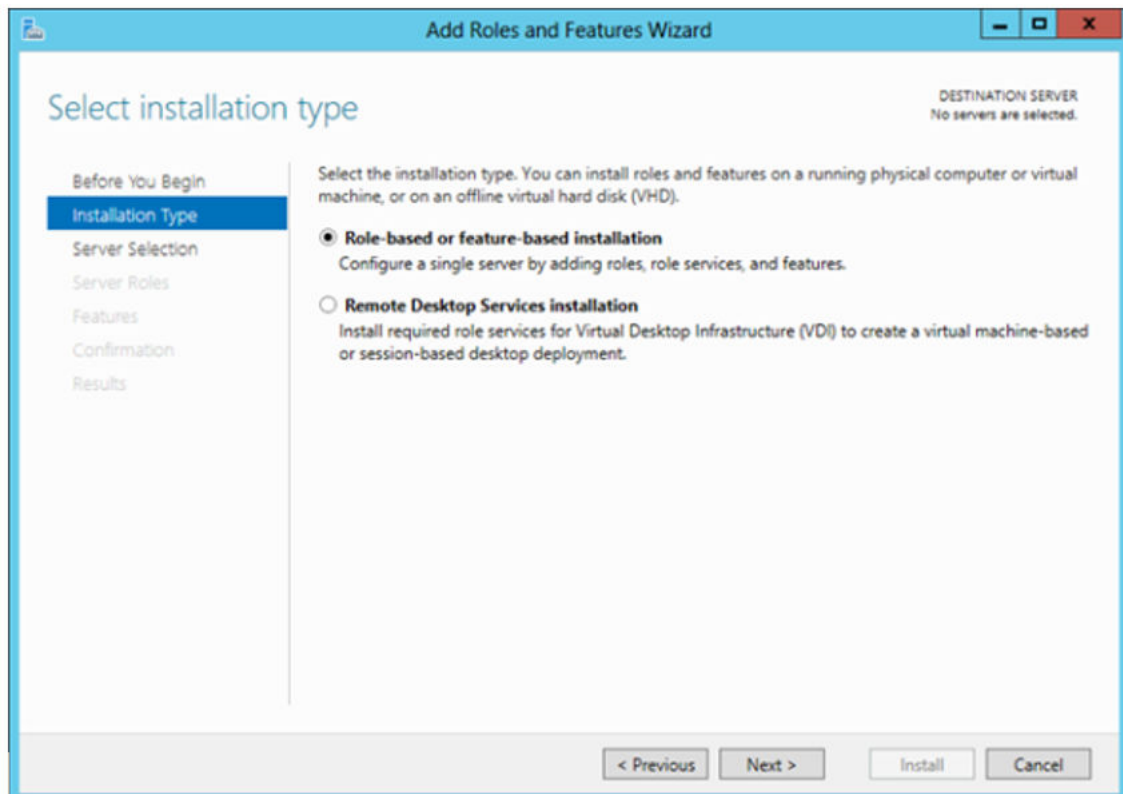 Add Roles and Features Wizard
Select installation type
DESTINATION SERVER
No servers are selected.
Before You Begin
Installation Type
Server Selection
Server Roles
Features
Confirmation
Results
Select the installation type. You can install roles and features on a running physical computer or virtual
machine, or on an offline virtual hard disk (VHD).
Role-based or feature-based installation
Configure a single server by adding roles, role services, and features.
Remote Desktop Services installation
Install required role services for Virtual Desktop Infrastructure (VDI) to create a virtual machine-based
or session-based desktop deployment.
< Previous
Next >
Install
Cancel